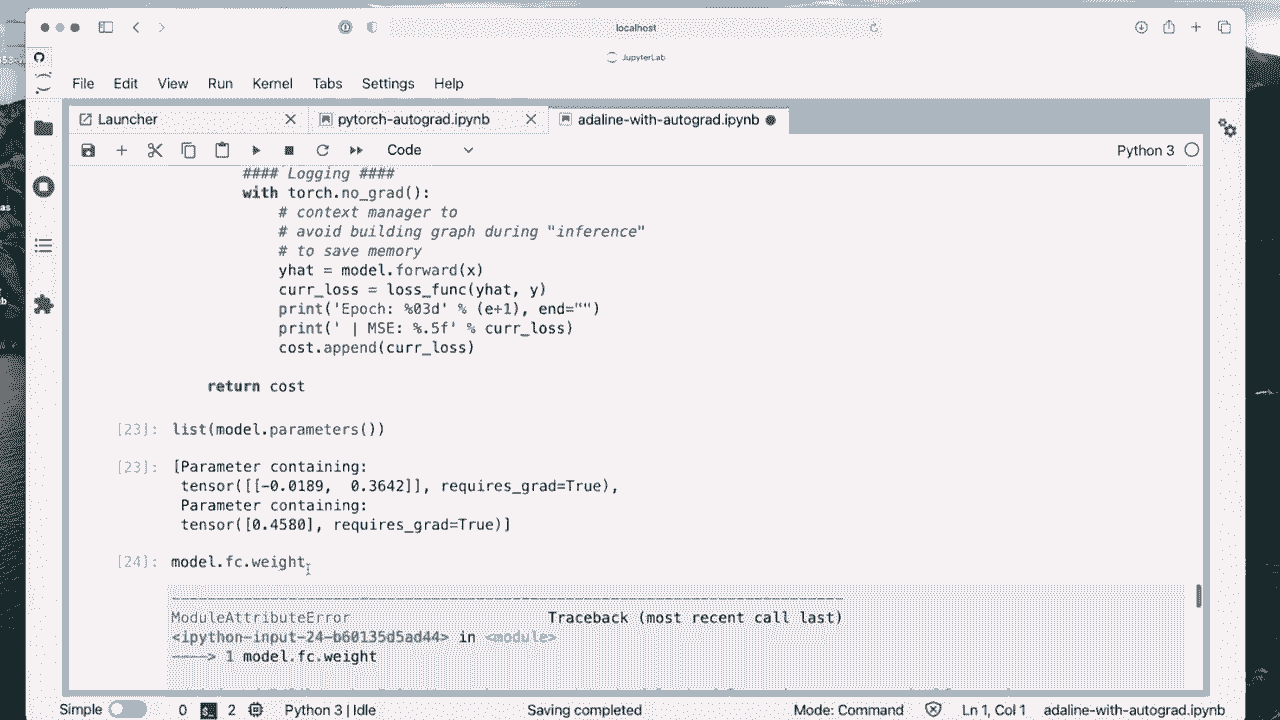 localhost
JupyterLab
File Edit View Run Kernel Tabs Settings Help
Launcher pytorch-autograd.ipynb adaline-with-autograd.ipynb
Code Python 3
#### Logging ####
with torch.no_grad():
# context manager to
# avoid building graph during "inference"
# to save memory
yhat = model.forward(x)
curr_loss = loss_func(yhat, y)
print('Epoch: %03d' % (e+1), end="")
print(' | MSE: %.5f' % curr_loss)
cost.append(curr_loss)
return cost
[23]: list(model.parameters())
[23]: [Parameter containing:
tensor([[-0.0189, 0.3642]], requires_grad=True),
Parameter containing:
tensor([0.4580], requires_grad=True)]
[24]: model.fc.weight
---------------------------------------------------------------------------
ModuleAttributeError Traceback (most recent call last)
<ipython-input-24-b60135d5ad44> in <module>
----> 1 model.fc.weight
Simple 0 2 Python 3 | Idle Saving completed Mode: Command Ln 1, Col 1 adaline-with-autograd.ipynb